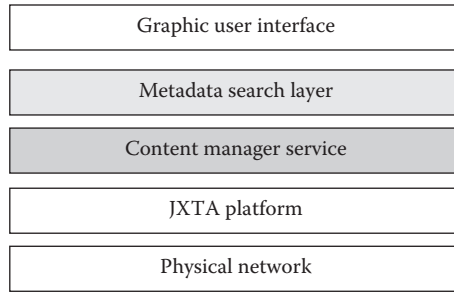 Graphic user interface
Metadata search layer
Content manager service
JXTA platform
Physical network